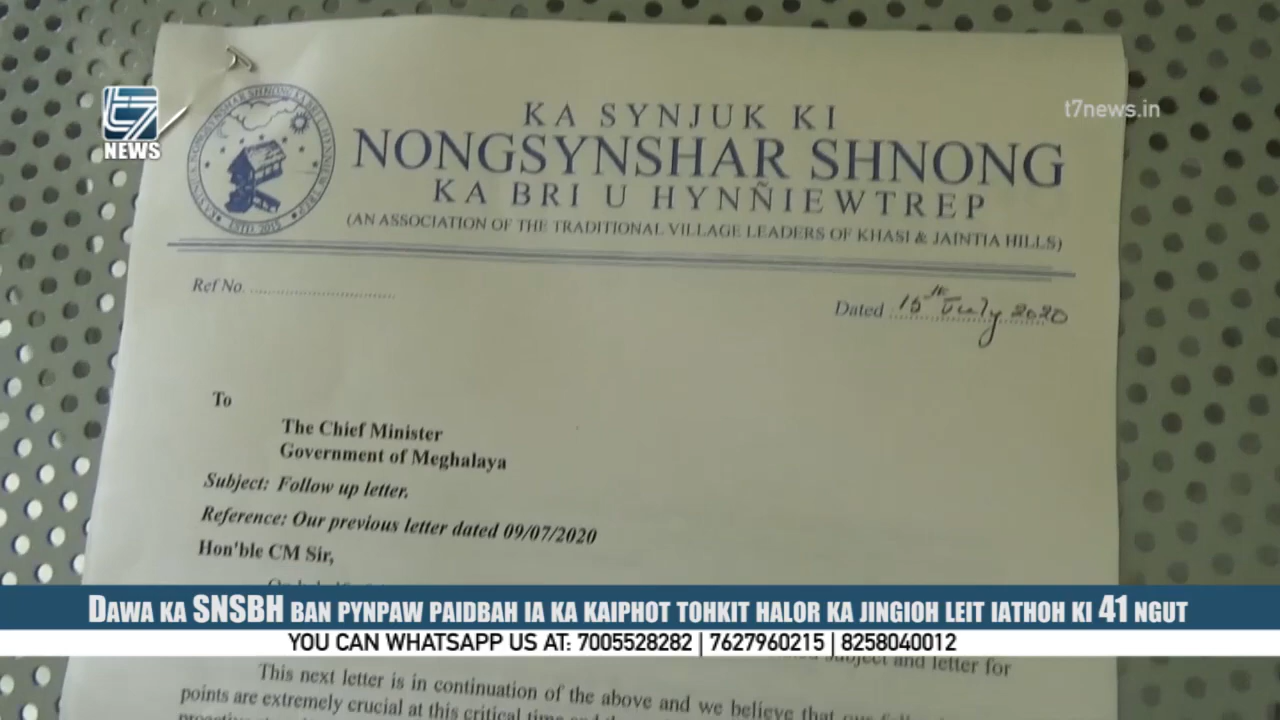 T7
NEWS
t7news.in
KA SYNJUK KI
NONGSYNSHAR SHNONG
KA BRI U HYNÑIEWTREP
(AN ASSOCIATION OF THE TRADITIONAL VILLAGE LEADERS OF KHASI & JAINTIA HILLS)
Ref No. ....................................
Dated 15th July 2020
To
The Chief Minister
Government of Meghalaya
Subject: Follow up letter.
Reference: Our previous letter dated 09/07/2020
Hon'ble CM Sir,
DAWA KA SNSBH BAN PYNPAW PAIDBAH IA KA KAIPHOT TOHKIT HALOR KA JINGIOH LEIT IATHOH KI 41 NGUT
YOU CAN WHATSAPP US AT: 7005528282 | 7627960215 | 8258040012
subject and letter for
This next letter is in continuation of the above and we believe that our
points are extremely crucial at this critical time and